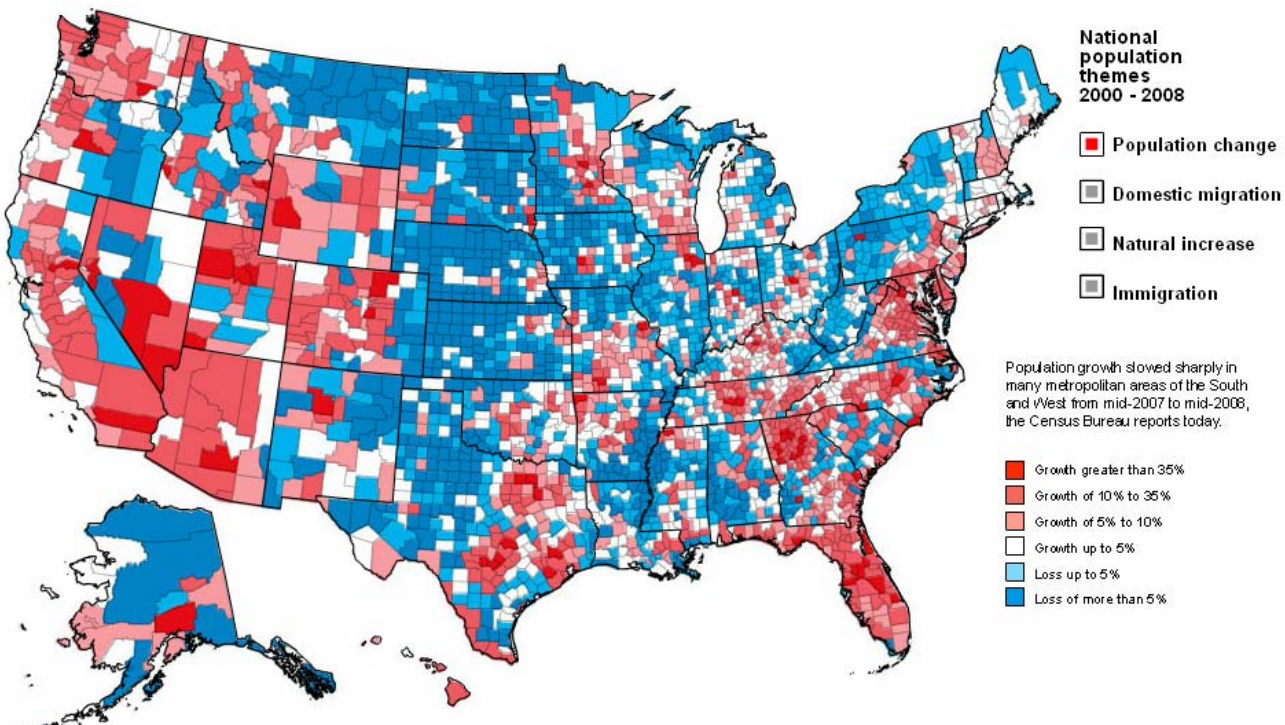 National
population
themes
2000 - 2008
Population change
Domestic migration
Natural increase
Immigration
Population growth slowed sharply in
many metropolitan areas of the South
and West from mid-2007 to mid-2008,
the Census Bureau reports today.
Growth greater than 35%
Growth of 10% to 35%
Growth of 5% to 10%
Growth up to 5%
Loss up to 5%
Loss of more than 5%